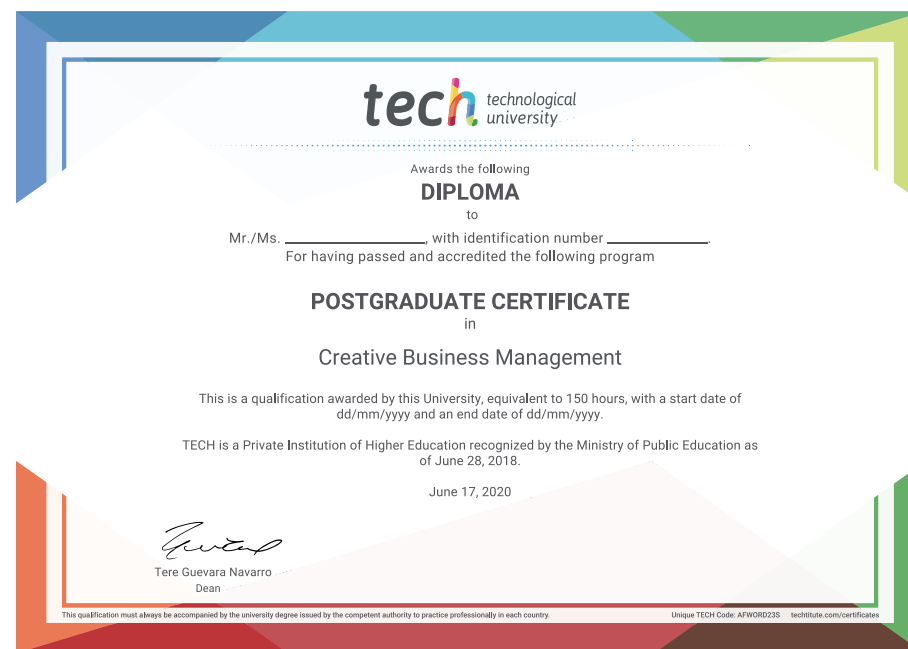 tech technological
university
Awards the following
DIPLOMA
to
Mr./Ms. ____________________, with identification number ______________.
For having passed and accredited the following program
POSTGRADUATE CERTIFICATE
in
Creative Business Management
This is a qualification awarded by this University, equivalent to 150 hours, with a start date of
dd/mm/yyyy and an end date of dd/mm/yyyy.
TECH is a Private Institution of Higher Education recognized by the Ministry of Public Education as
of June 28, 2018.
June 17, 2020
Tere Guevara Navarro
Dean
This qualification must always be accompanied by the university degree issued by the competent authority to practice professionally in each country. Unique TECH Code: AFWORD23S techtitute.com/certificates